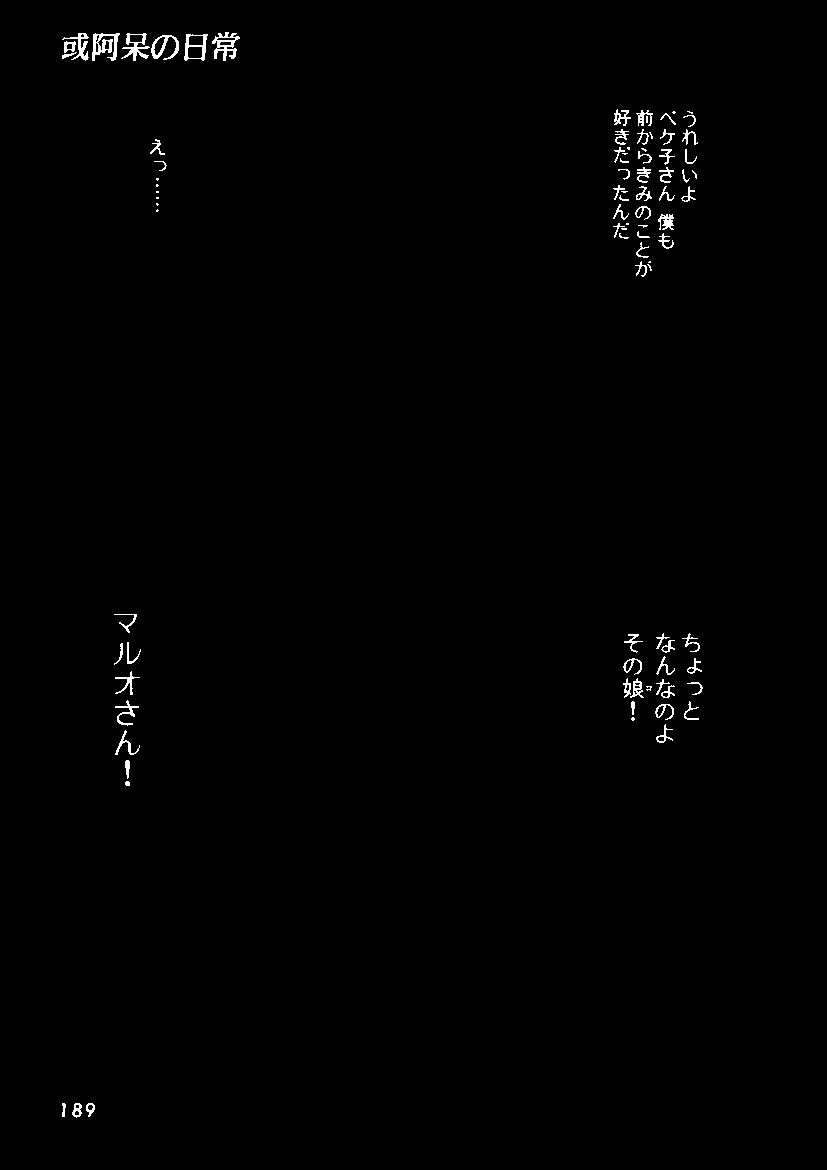 或阿呆の日常
うれしいよ
ペケ子さん 僕も
前からきみのことが
好きだったんだ
えっ……
ちょっと
なんなのよ
その娘!
コ
マルオさん!
189